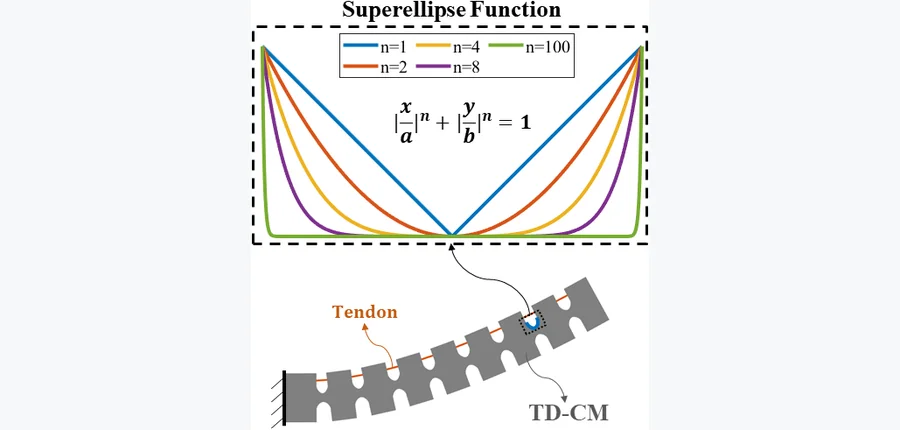 Superellipse Function
n=1 n=4 n=100
n=2 n=8
|x/a|ⁿ + |y/b|ⁿ = 1
Tendon
TD-CM